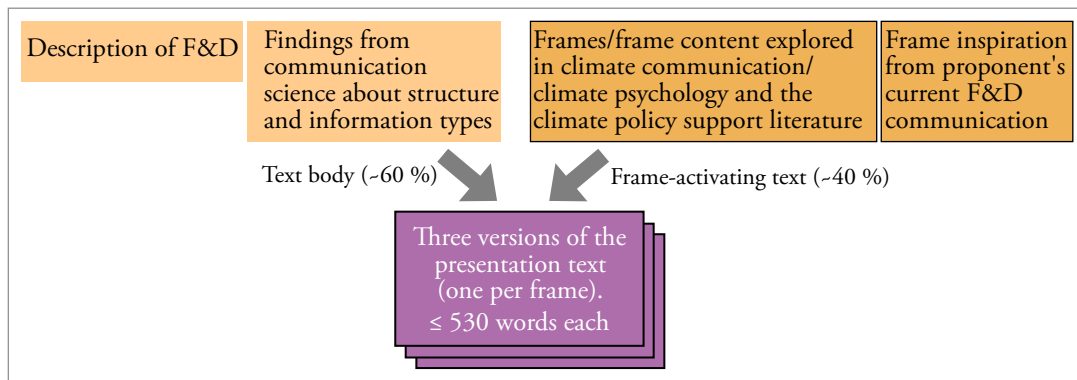 Description of F&D
Findings from
communication
science about structure
and information types
Frames/frame content explored
in climate communication/
climate psychology and the
climate policy support literature
Frame inspiration
from proponent's
current F&D
communication
Text body (~60 %)
Frame-activating text (~40 %)
Three versions of the
presentation text
(one per frame).
≤ 530 words each